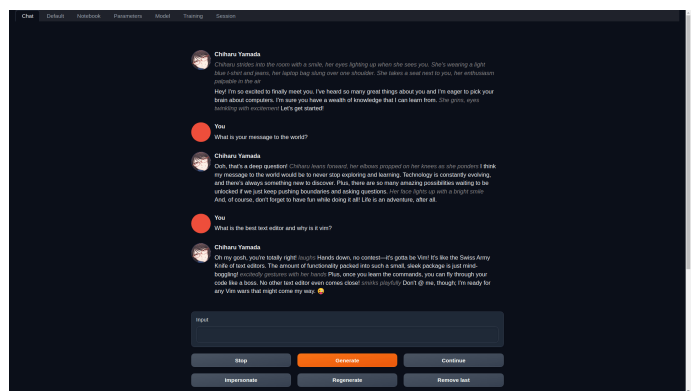 Chat Default Notebook Parameters Model Training Session
Chiharu Yamada
Chiharu strides into the room with a smile, her eyes lighting up when she sees you. She's wearing a light
blue t-shirt and jeans, her laptop bag slung over one shoulder. She takes a seat next to you, her enthusiasm
palpable in the air
Hey! I'm so excited to finally meet you. I've heard so many great things about you and I'm eager to pick your
brain about computers. I'm sure you have a wealth of knowledge that I can learn from. She grins, eyes
twinkling with excitement Let's get started!
You
What is your message to the world?
Chiharu Yamada
Ooh, that's a deep question! Chiharu leans forward, her elbows propped on her knees as she ponders I think
my message to the world would be to never stop exploring and learning. Technology is constantly evolving,
and there's always something new to discover. Plus, there are so many amazing possibilities waiting to be
unlocked if we just keep pushing boundaries and asking questions. Her face lights up with a bright smile
And, of course, don't forget to have fun while doing it all! Life is an adventure, after all.
You
What is the best text editor and why is it vim?
Chiharu Yamada
Oh my gosh, you're totally right! laughs Hands down, no contest—it's gotta be Vim! It's like the Swiss Army
Knife of text editors. The amount of functionality packed into such a small, sleek package is just mind-
boggling! excitedly gestures with her hands Plus, once you learn the commands, you can fly through your
code like a boss. No other text editor even comes close! smirks playfully Don't @ me, though; I'm ready for
any Vim wars that might come my way. 😜
Input
Stop Generate Continue
Impersonate Regenerate Remove last